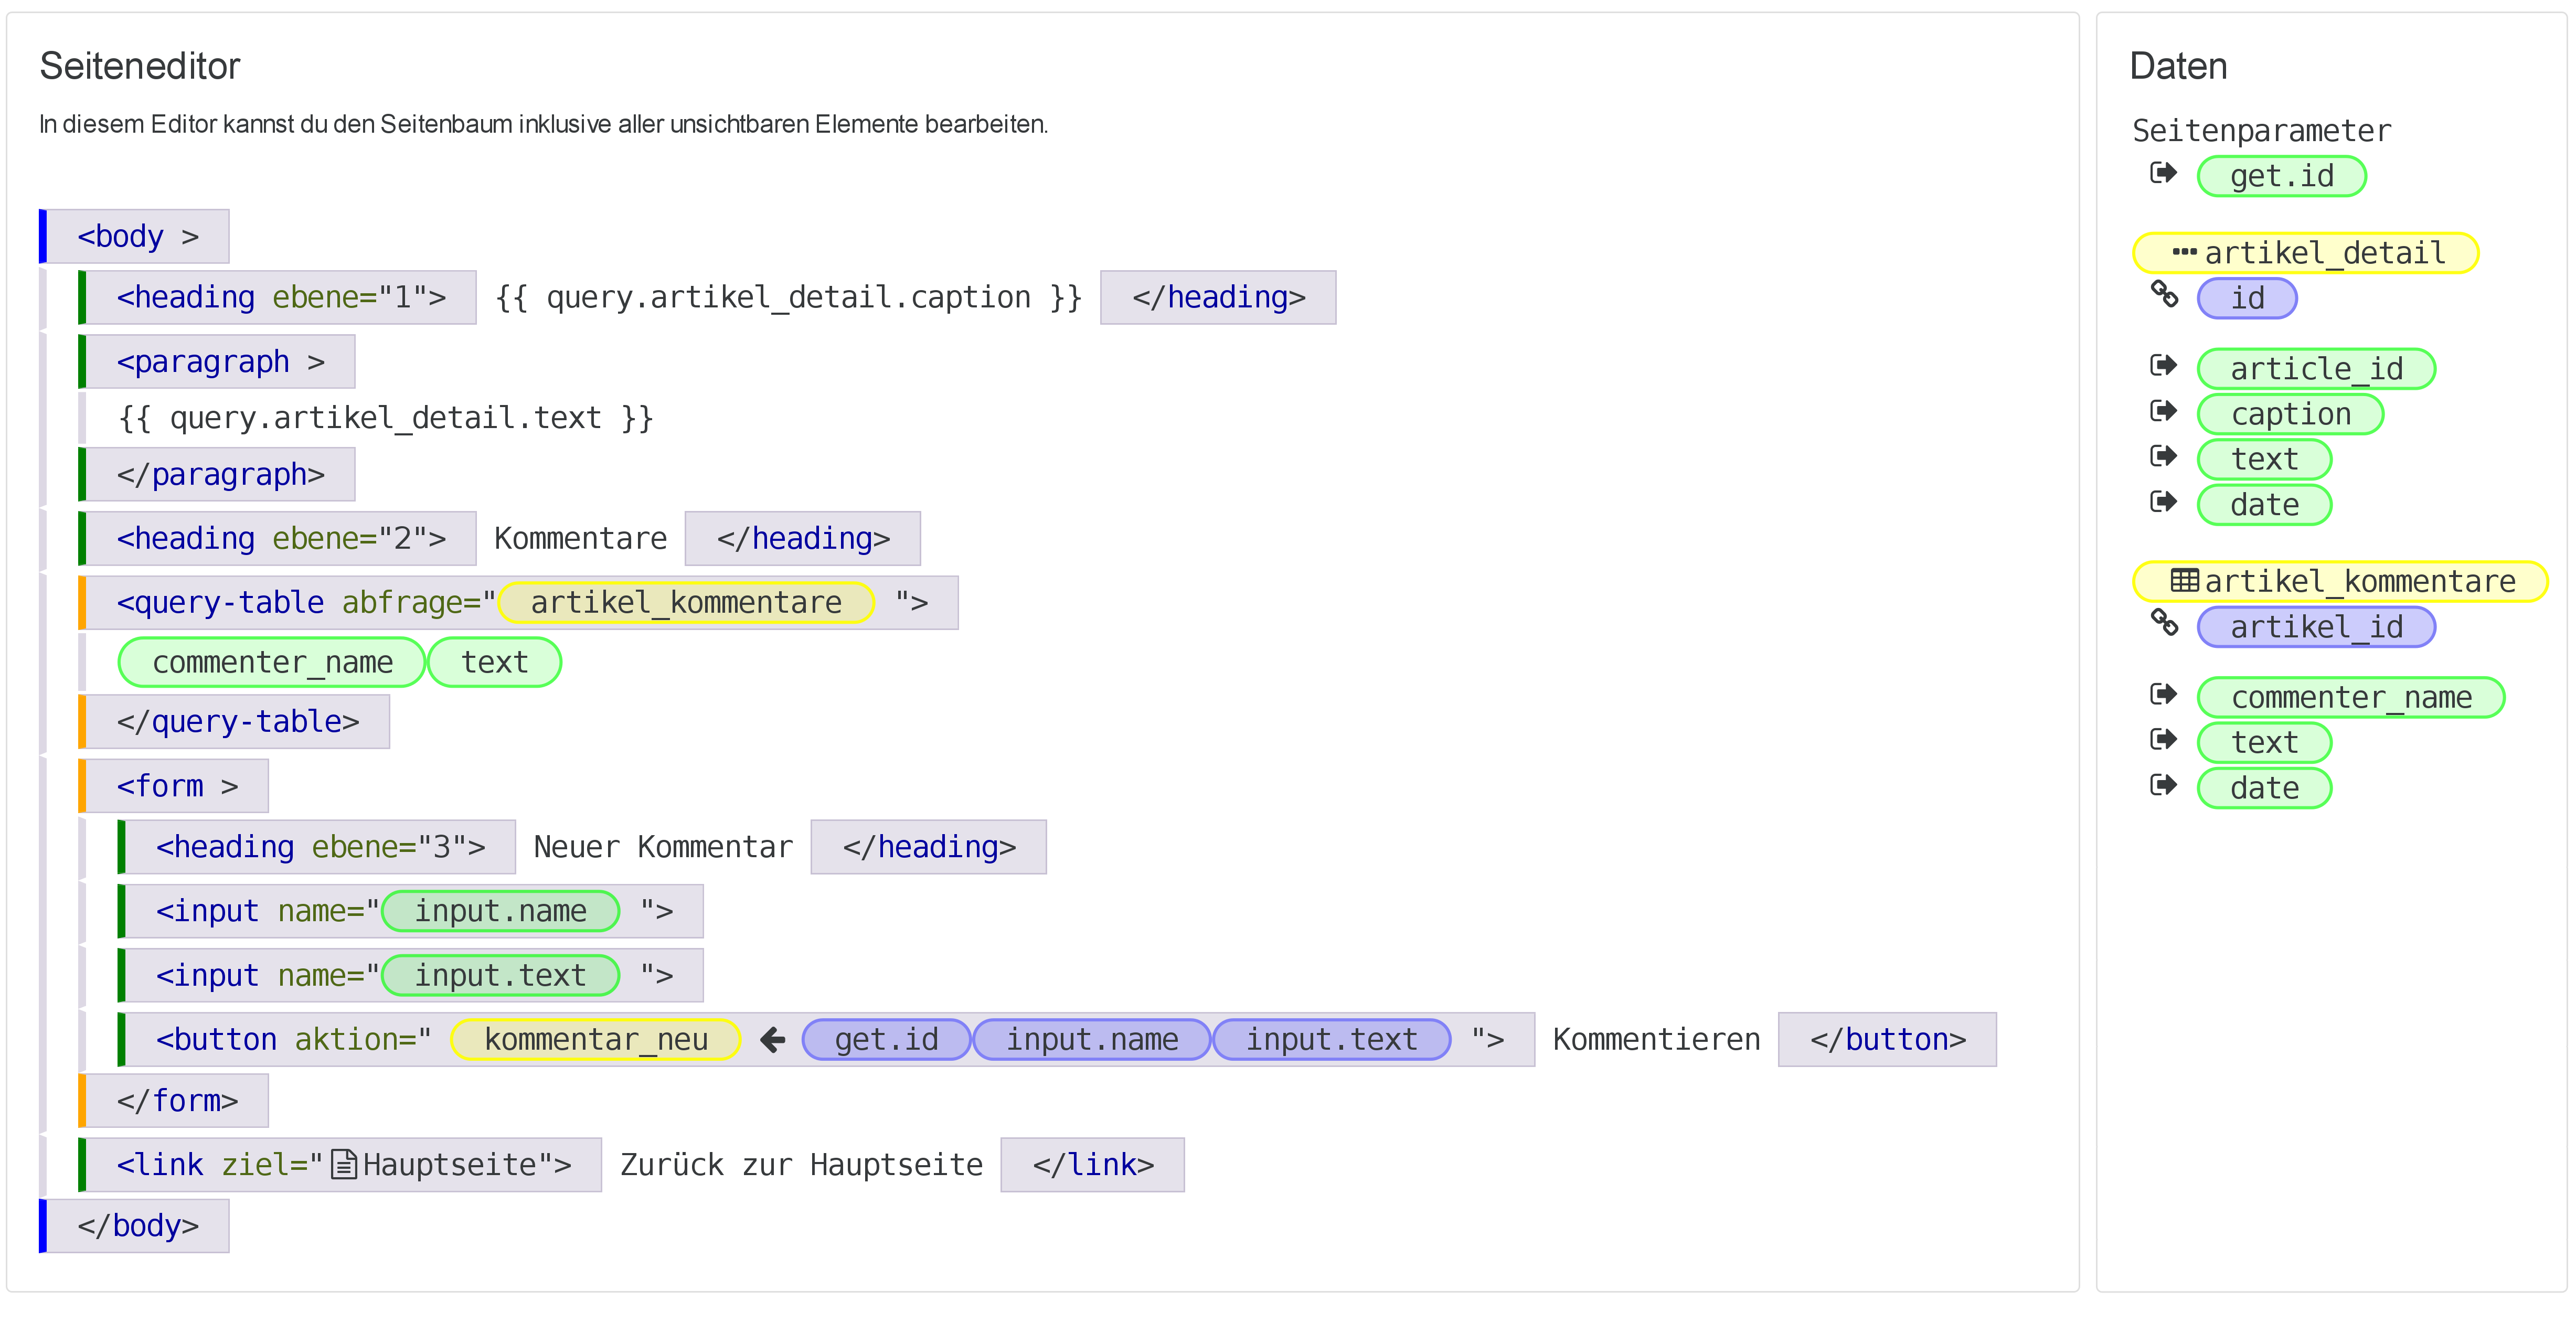 Seiteneditor
In diesem Editor kannst du den Seitenbaum inklusive aller unsichtbaren Elemente bearbeiten.
<body >
<heading ebene="1"> {{ query.artikel_detail.caption }} </heading>
<paragraph >
{{ query.artikel_detail.text }}
</paragraph>
<heading ebene="2"> Kommentare </heading>
<query-table abfrage=" artikel_kommentare ">
commenter_name text
</query-table>
<form >
<heading ebene="3"> Neuer Kommentar </heading>
<input name=" input.name ">
<input name=" input.text ">
<button aktion=" kommentar_neu 🡸 get.id input.name input.text "> Kommentieren </button>
</form>
<link ziel=" Hauptseite"> Zurück zur Hauptseite </link>
</body>
Daten
Seitenparameter
get.id
artikel_detail
id
article_id
caption
text
date
artikel_kommentare
artikel_id
commenter_name
text
date